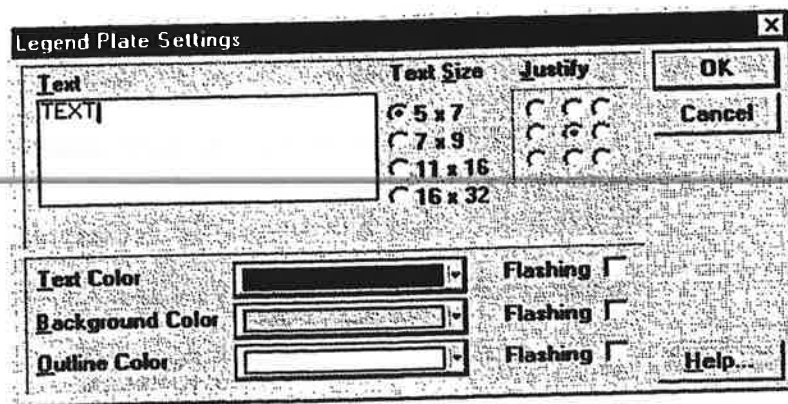 Legend Plate Settings
Text
Text Size
Justify
OK
TEXT
5 x 7
Cancel
7 x 9
11 x 16
16 x 32
Text Color
Flashing
Background Color
Flashing
Outline Color
Flashing
Help...